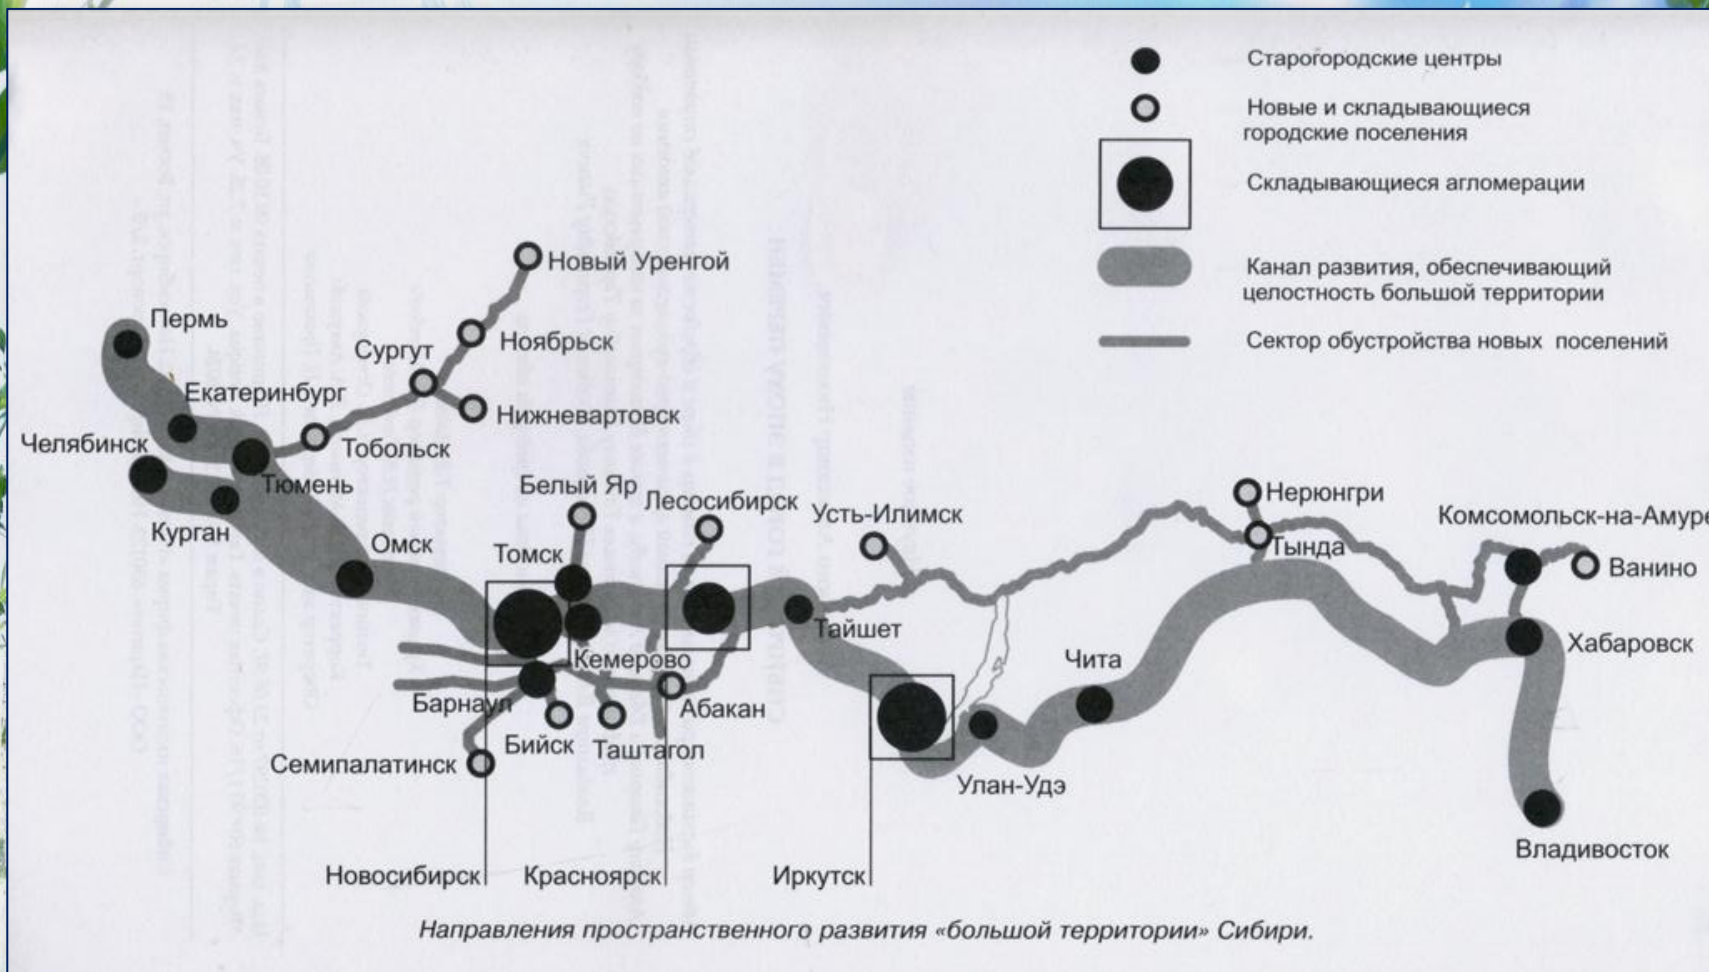 Старогородские центры
Новые и складывающиеся
городские поселения
Складывающиеся агломерации
Канал развития, обеспечивающий
целостность большой территории
Сектор обустройства новых поселений
Новый Уренгой
Пермь
Ноябрьск
Сургут
Екатеринбург
Нижневартовск
Челябинск
Тобольск
Тюмень
Белый Яр
Лесосибирск
Усть-Илимск
Нерюнгри
Комсомольск-на-Амуре
Курган
Омск
Томск
Тында
Ванино
Тайшет
Хабаровск
Кемерово
Чита
Барнаул
Абакан
Бийск
Таштагол
Семипалатинск
Улан-Удэ
Владивосток
Новосибирск
Красноярск
Иркутск
Направления пространственного развития «большой территории» Сибири.